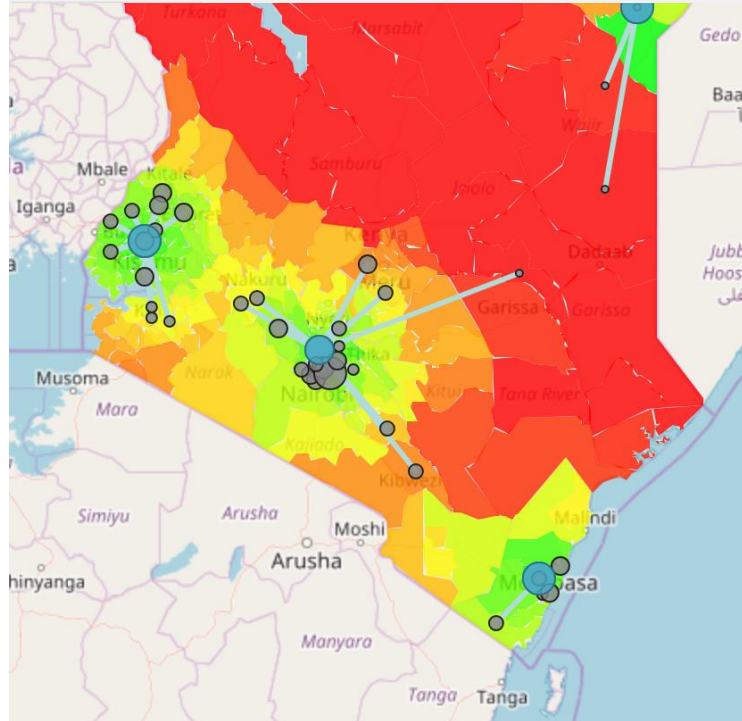 Turkana
Marsabit
Gedo
Baa
Wajir
Mbale
Kitale
Samburu
Isiolo
Iganga
Kenya
Dadaab
Jubb
Hoos
Kisumu
Nakuru
Meru
Garissa
Garissa
Thika
Musoma
Narok
Nairobi
Kitui
Tana River
Mara
Kajiado
Kibwezi
Simiyu
Arusha
Moshi
Malindi
Arusha
hinyanga
Mombasa
Manyara
Tanga
Tanga